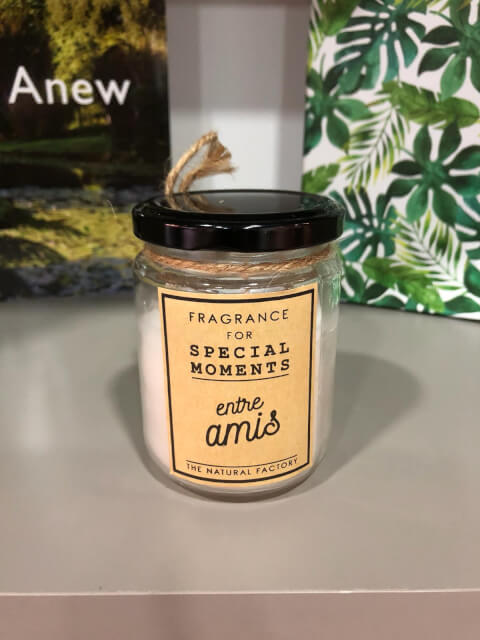 Anew
FRAGRANCE
FOR
SPECIAL
MOMENTS
entre
amis
THE NATURAL FACTORY